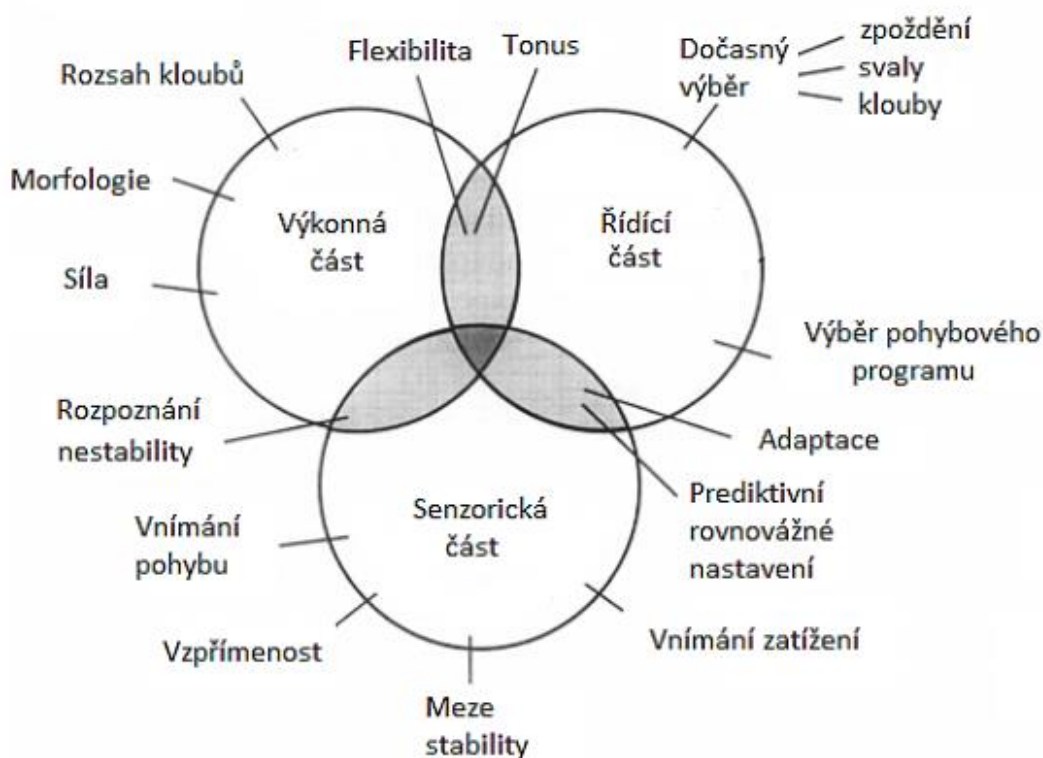 Flexibilita
Tonus
Dočasný
výběr
zpoždění
svaly
klouby
Rozsah kloubů
Morfologie
Síla
Výkonná
část
Řídící
část
Výběr pohybového
programu
Rozpoznání
nestability
Adaptace
Prediktivní
rovnovážné
nastavení
Senzorická
část
Vnímání
pohybu
Vzpřímenost
Vnímání zatížení
Meze
stability